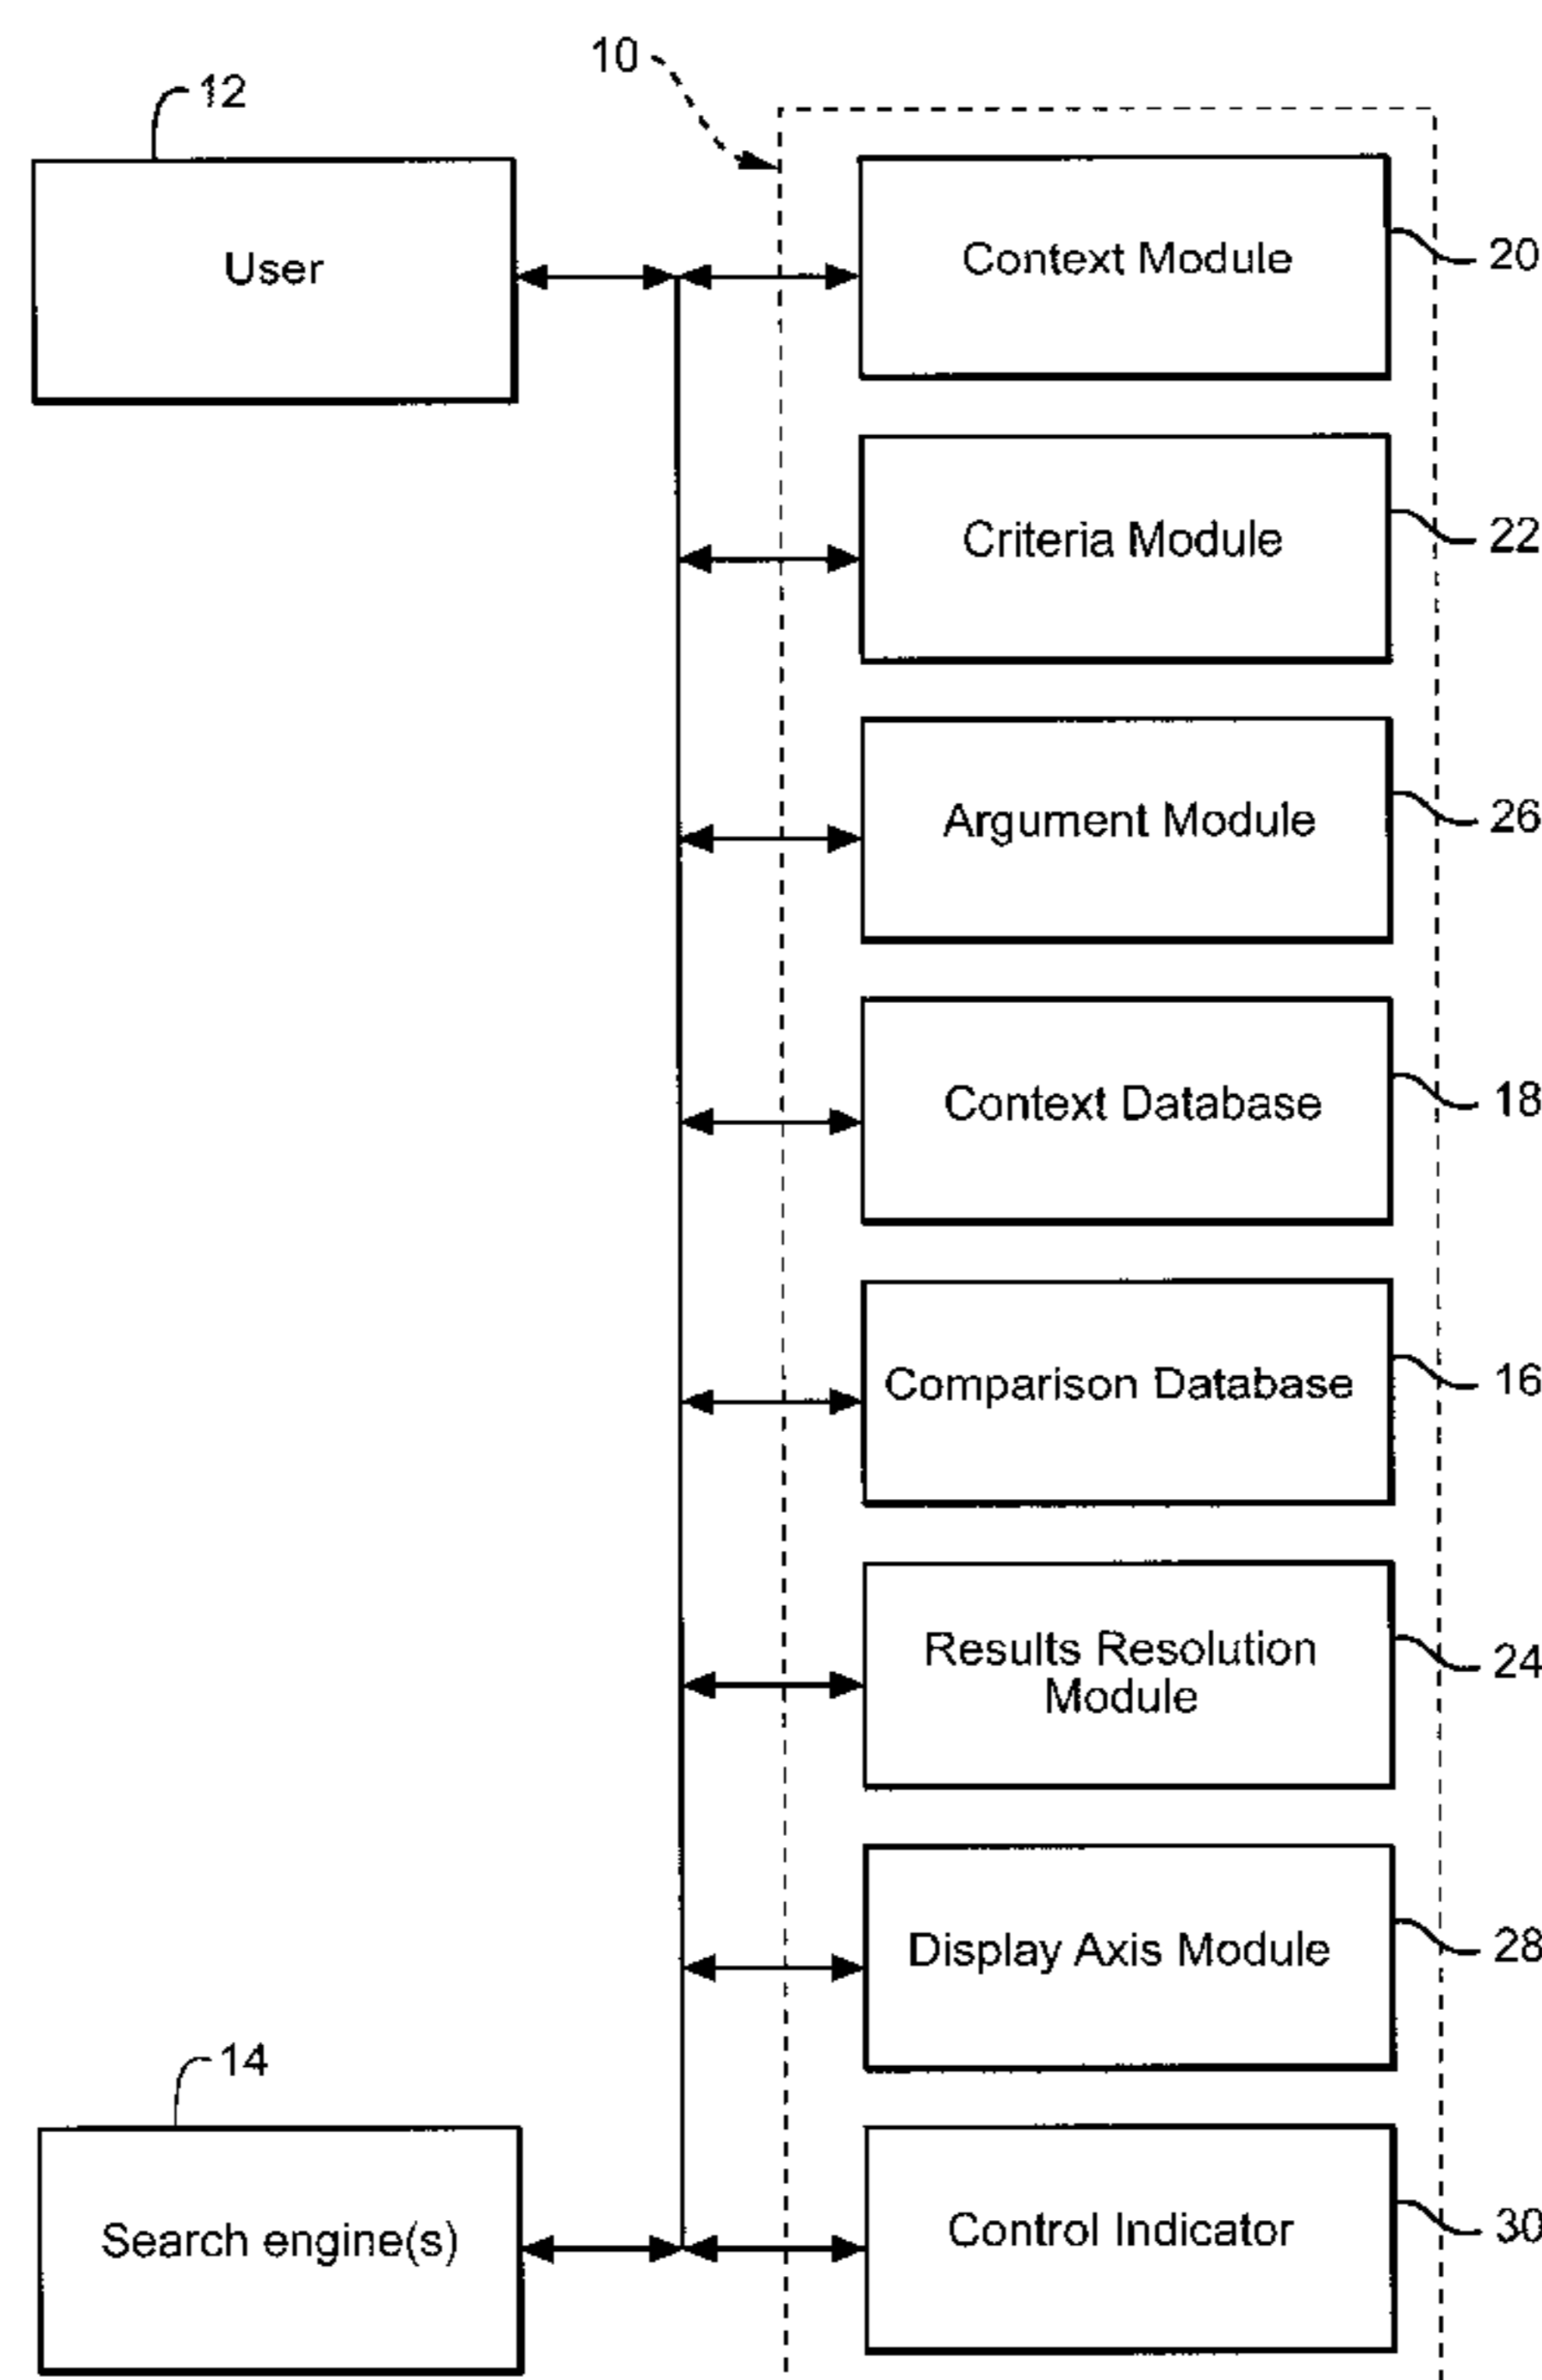 10
12
User
Context Module
20
Criteria Module
22
Argument Module
26
Context Database
18
Comparison Database
16
Results Resolution
Module
24
Display Axis Module
28
14
Search engine(s)
Control Indicator
30